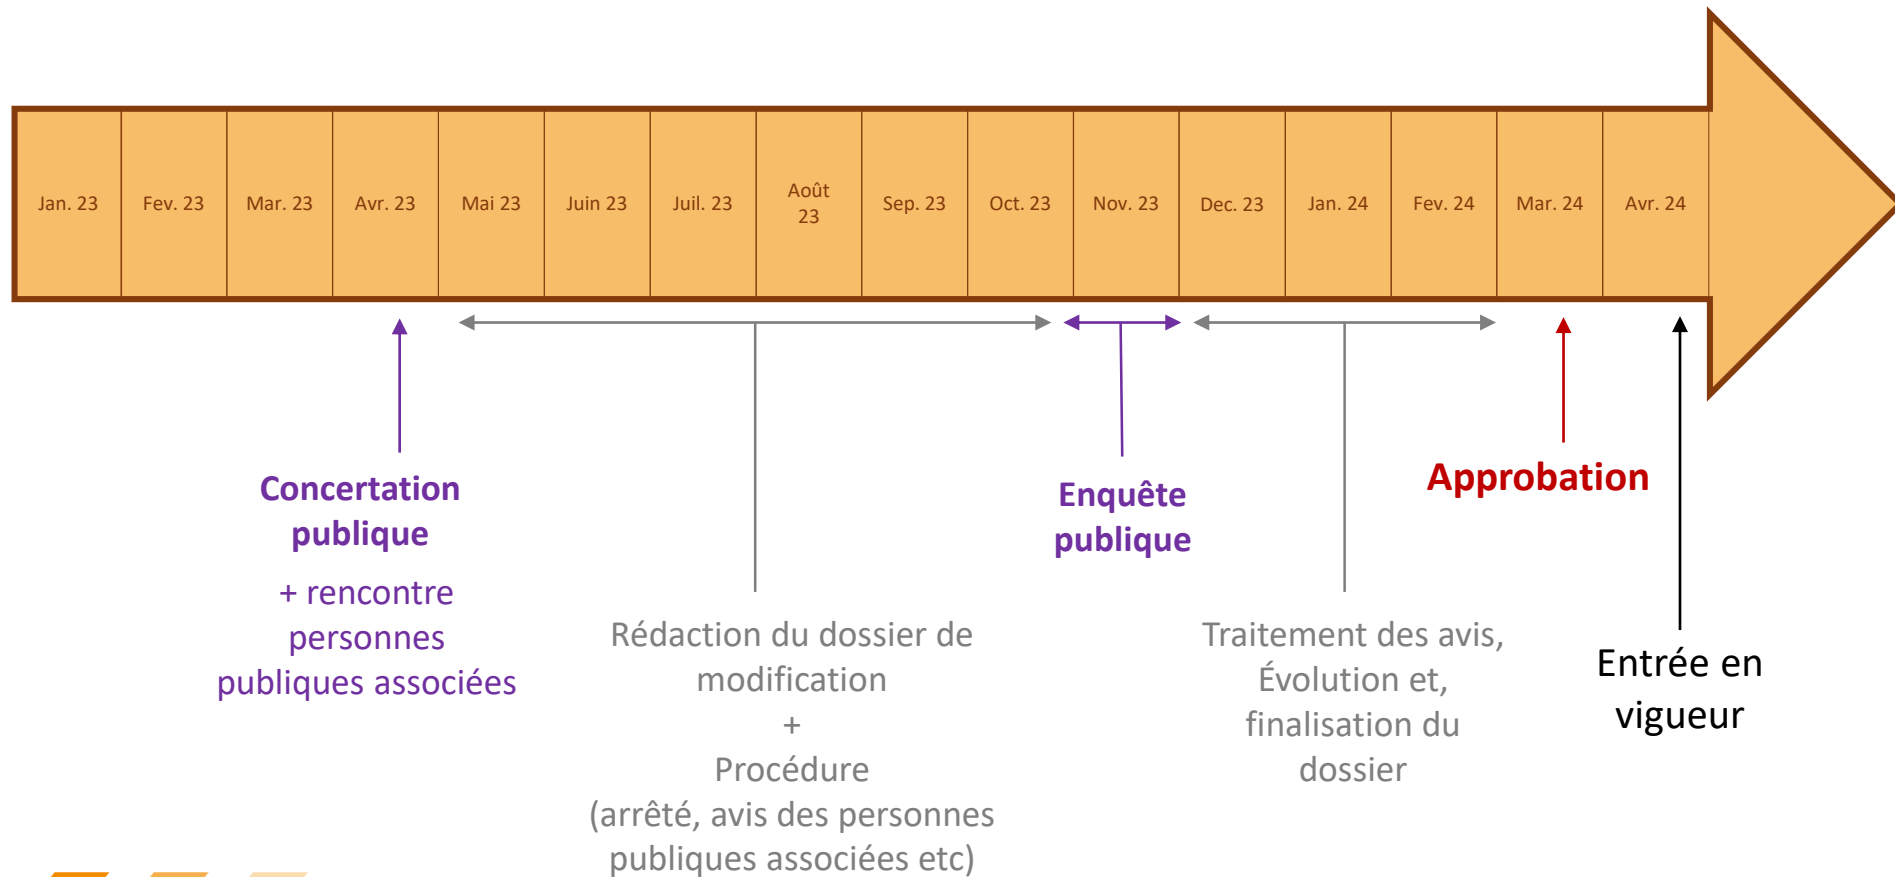 Jan. 23
Fev. 23
Mar. 23
Avr. 23
Mai 23
Juin 23
Juil. 23
Août
23
Sep. 23
Oct. 23
Nov. 23
Dec. 23
Jan. 24
Fev. 24
Mar. 24
Avr. 24
Concertation
publique
+ rencontre
personnes
publiques associées
Rédaction du dossier de
modification
+
Procédure
(arrêté, avis des personnes
publiques associées etc)
Enquête
publique
Traitement des avis,
Évolution et,
finalisation du
dossier
Approbation
Entrée en
vigueur